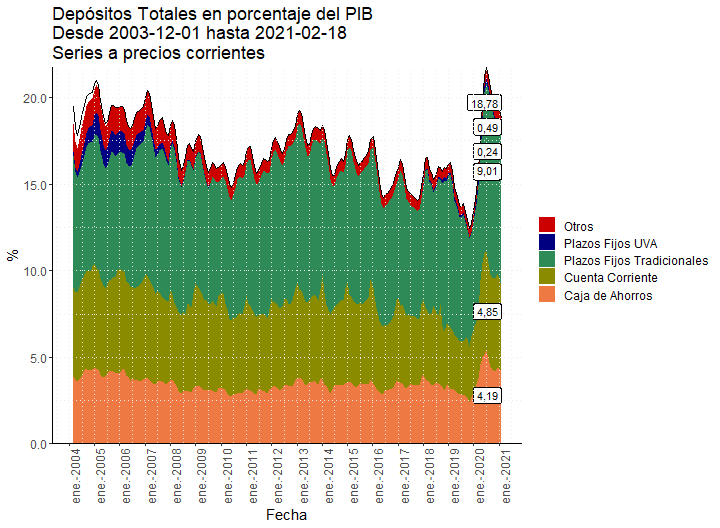 Depósitos Totales en porcentaje del PIB
Desde 2003-12-01 hasta 2021-02-18
Series a precios corrientes
%
20.0
15.0
10.0
5.0
0.0
18,78
0,49
0,24
9,01
4,85
4,19
ene.-2004
ene.-2005
ene.-2006
ene.-2007
ene.-2008
ene.-2009
ene.-2010
ene.-2011
ene.-2012
ene.-2013
ene.-2014
ene.-2015
ene.-2016
ene.-2017
ene.-2018
ene.-2019
ene.-2020
ene.-2021
Fecha
Otros
Plazos Fijos UVA
Plazos Fijos Tradicionales
Cuenta Corriente
Caja de Ahorros